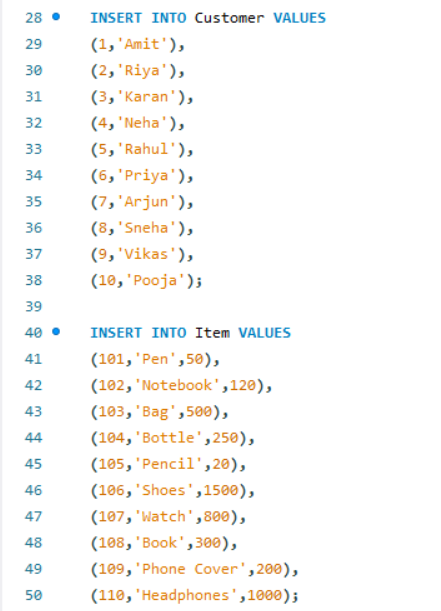 28 INSERT INTO Customer VALUES
29 (1,'Amit'),
30 (2,'Riya'),
31 (3,'Karan'),
32 (4,'Neha'),
33 (5,'Rahul'),
34 (6,'Priya'),
35 (7,'Arjun'),
36 (8,'Sneha'),
37 (9,'Vikas'),
38 (10,'Pooja');
39
40 INSERT INTO Item VALUES
41 (101,'Pen',50),
42 (102,'Notebook',120),
43 (103,'Bag',500),
44 (104,'Bottle',250),
45 (105,'Pencil',20),
46 (106,'Shoes',1500),
47 (107,'Watch',800),
48 (108,'Book',300),
49 (109,'Phone Cover',200),
50 (110,'Headphones',1000);